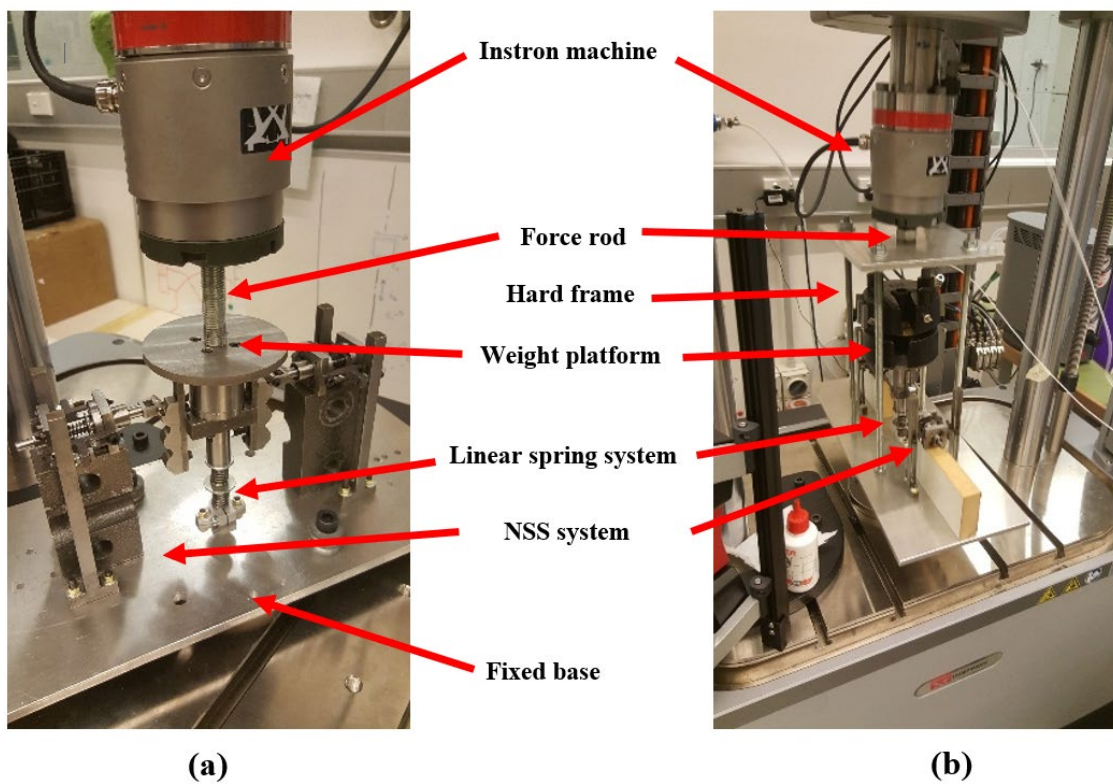 Instron machine
Force rod
Hard frame
Weight platform
Linear spring system
NSS system
Fixed base
(a)
(b)